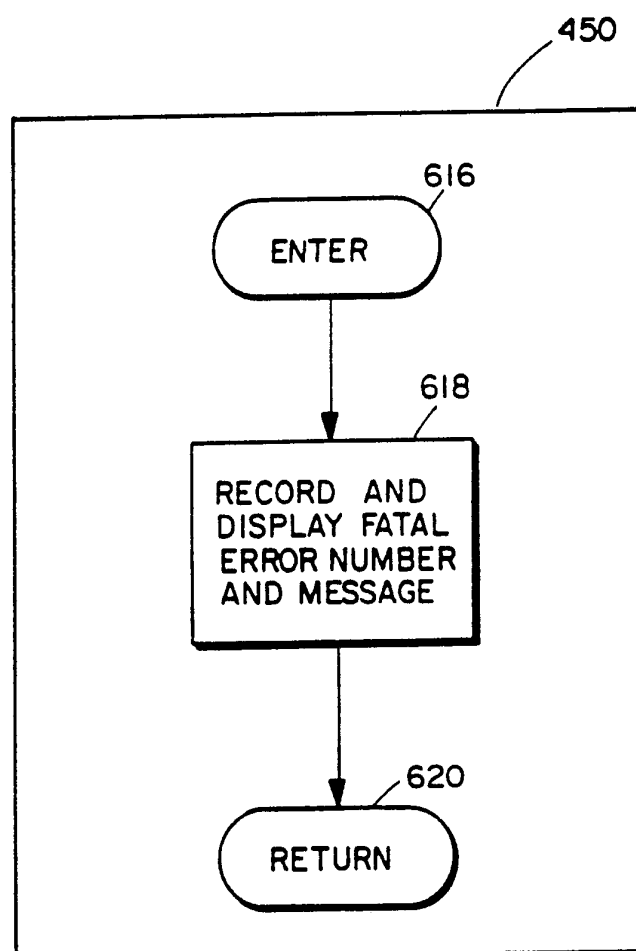 450
616
ENTER
618
RECORD AND
DISPLAY FATAL
ERROR NUMBER
AND MESSAGE
620
RETURN